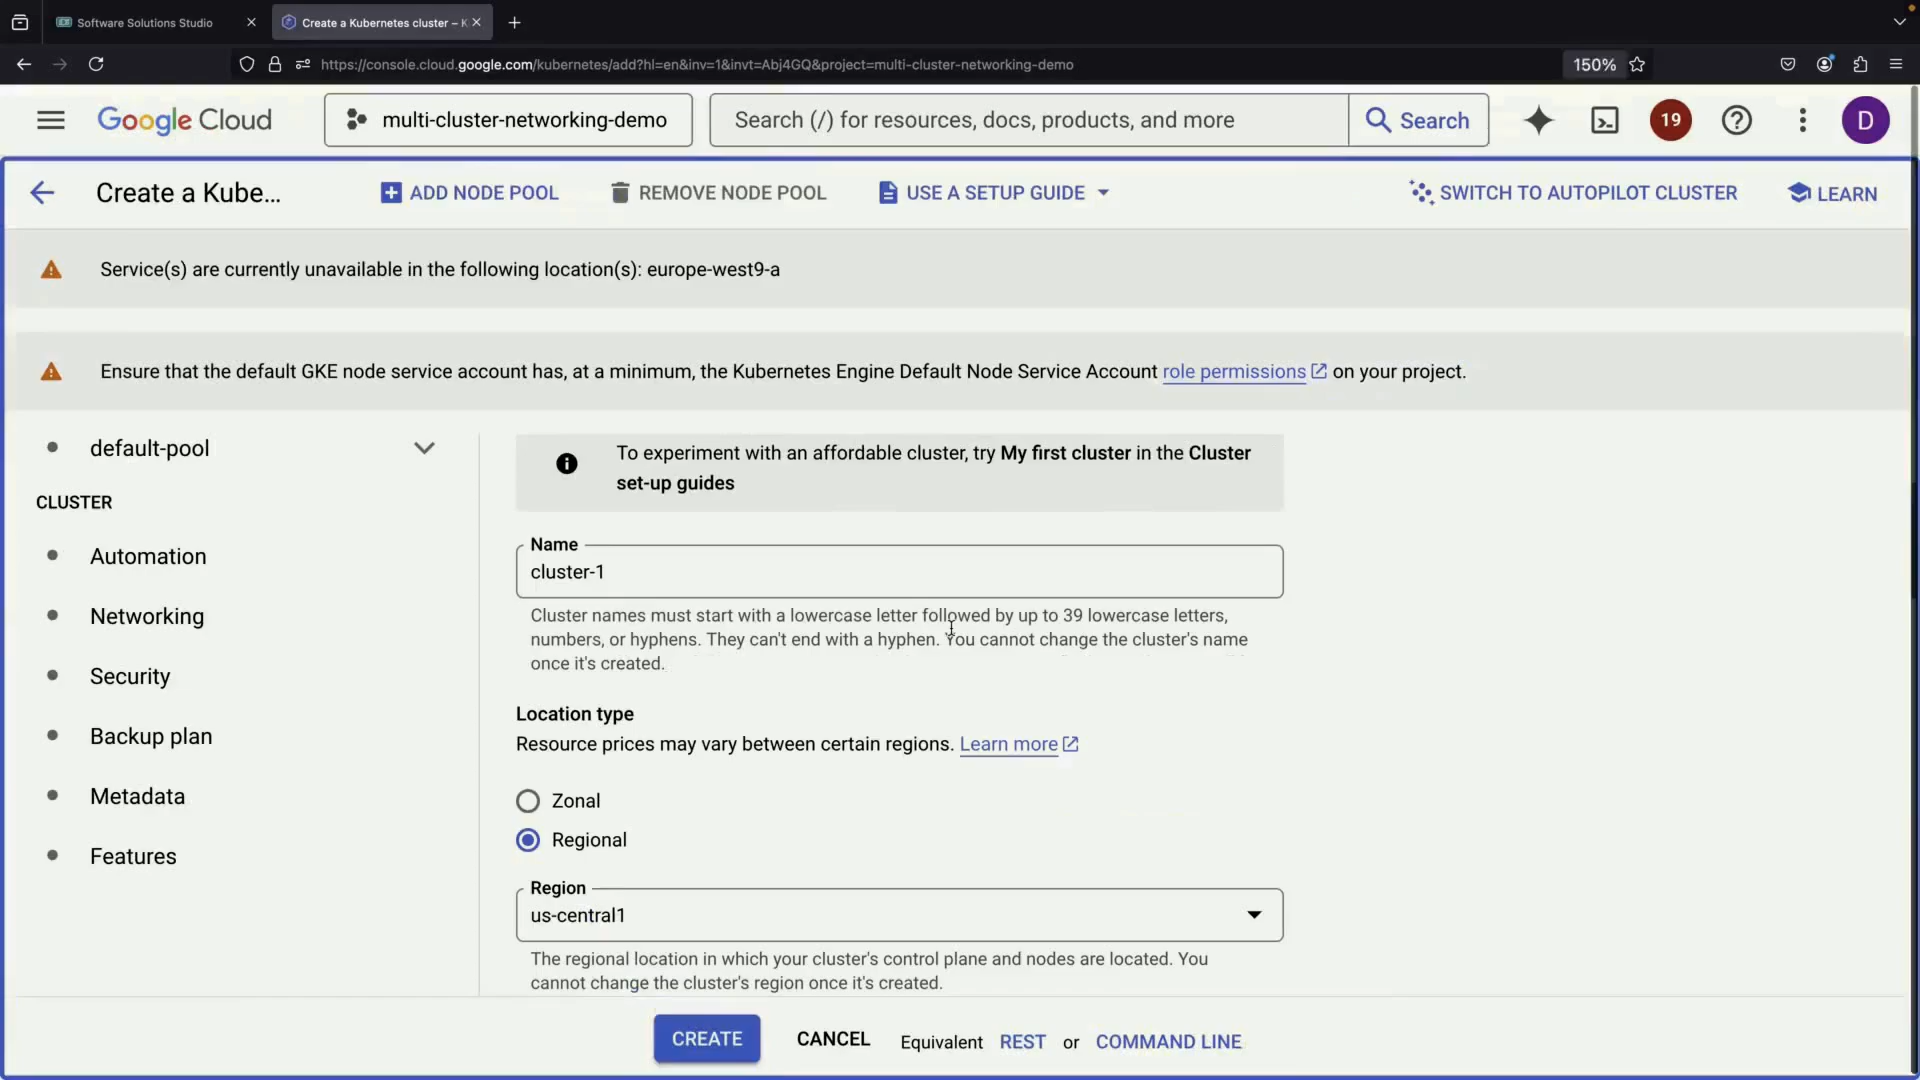 Software Solutions Studio
Create a Kubernetes cluster – K
https://console.cloud.google.com/kubernetes/add?hl=en&inv=1&invt=Abj4GQ&project=multi-cluster-networking-demo
150%
Google Cloud
multi-cluster-networking-demo
Search (/) for resources, docs, products, and more
Search
19
D
Create a Kube...
ADD NODE POOL
REMOVE NODE POOL
USE A SETUP GUIDE
SWITCH TO AUTOPILOT CLUSTER
LEARN
Service(s) are currently unavailable in the following location(s): europe-west9-a
Ensure that the default GKE node service account has, at a minimum, the Kubernetes Engine Default Node Service Account role permissions on your project.
default-pool
CLUSTER
Automation
Networking
Security
Backup plan
Metadata
Features
To experiment with an affordable cluster, try My first cluster in the Cluster
set-up guides
Name
cluster-1
Cluster names must start with a lowercase letter followed by up to 39 lowercase letters,
numbers, or hyphens. They can't end with a hyphen. You cannot change the cluster's name
once it's created.
Location type
Resource prices may vary between certain regions. Learn more
Zonal
Regional
Region
us-central1
The regional location in which your cluster's control plane and nodes are located. You
cannot change the cluster's region once it's created.
CREATE
CANCEL
Equivalent REST or COMMAND LINE